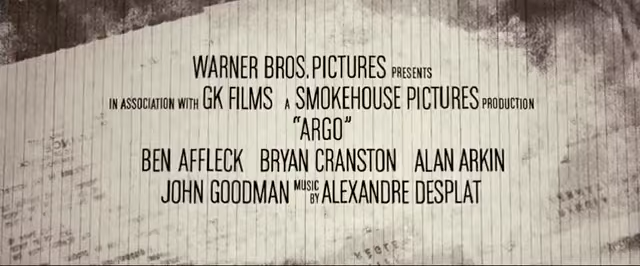 WARNER BROS. PICTURES PRESENTS
IN ASSOCIATION WITH GK FILMS A SMOKEHOUSE PICTURES PRODUCTION
"ARGO"
BEN AFFLECK BRYAN CRANSTON ALAN ARKIN
JOHN GOODMAN MUSIC BY ALEXANDRE DESPLAT